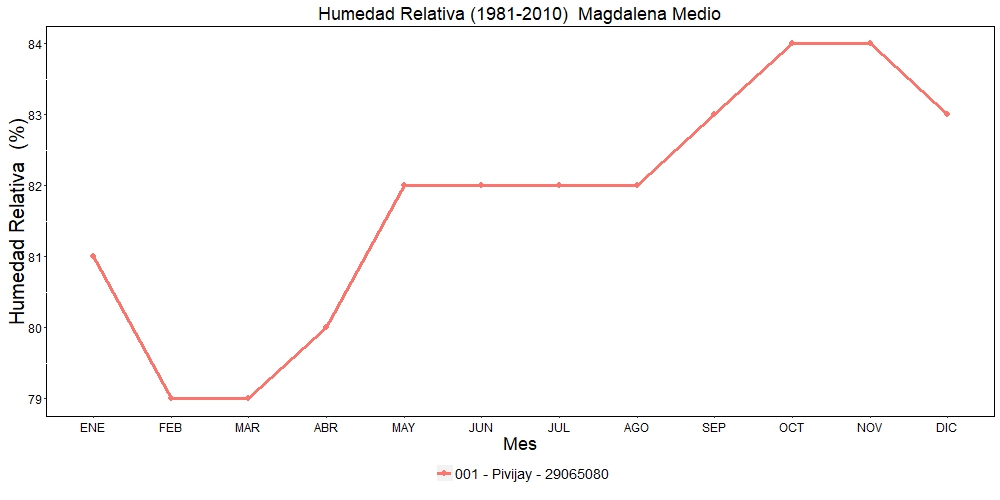 Humedad Relativa (1981-2010)  Magdalena Medio
Humedad Relativa  (%)
84
83
82
81
80
79
ENE FEB MAR ABR MAY JUN JUL AGO SEP OCT NOV DIC
Mes
001 - Pivijay - 29065080